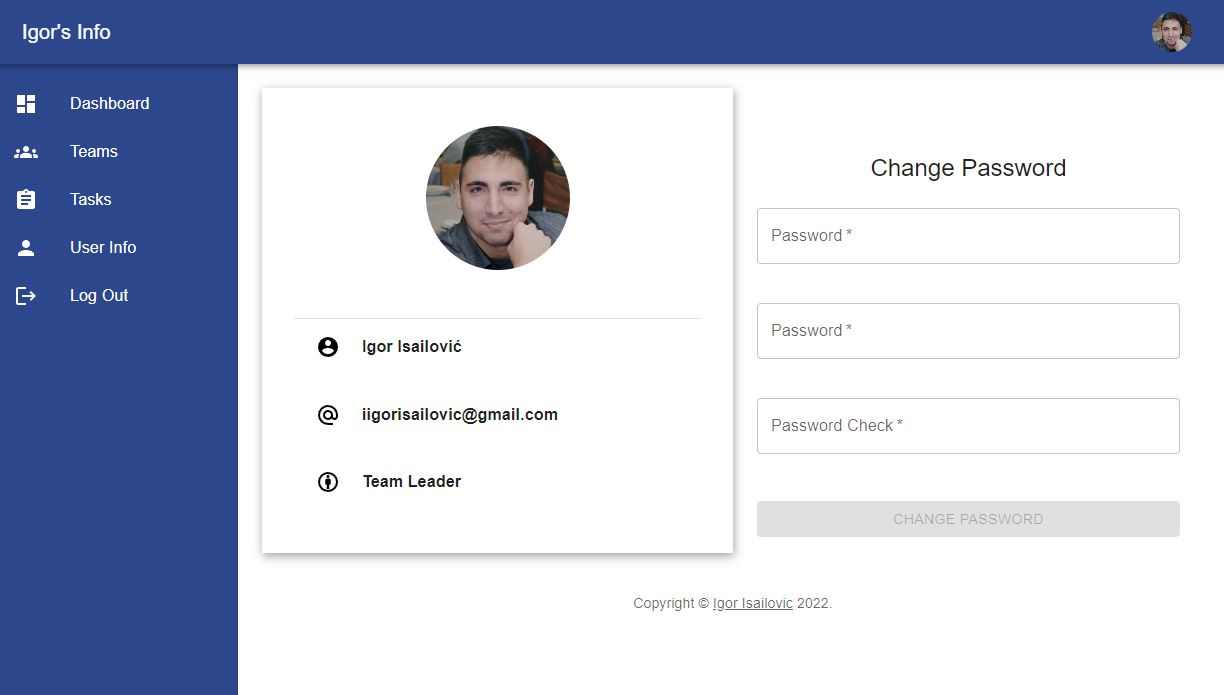 Igor's Info
Dashboard
Teams
Tasks
User Info
Log Out
Igor Isailović
iigorisailovic@gmail.com
Team Leader
Change Password
Password *
Password *
Password Check *
CHANGE PASSWORD
Copyright © Igor Isailovic 2022.